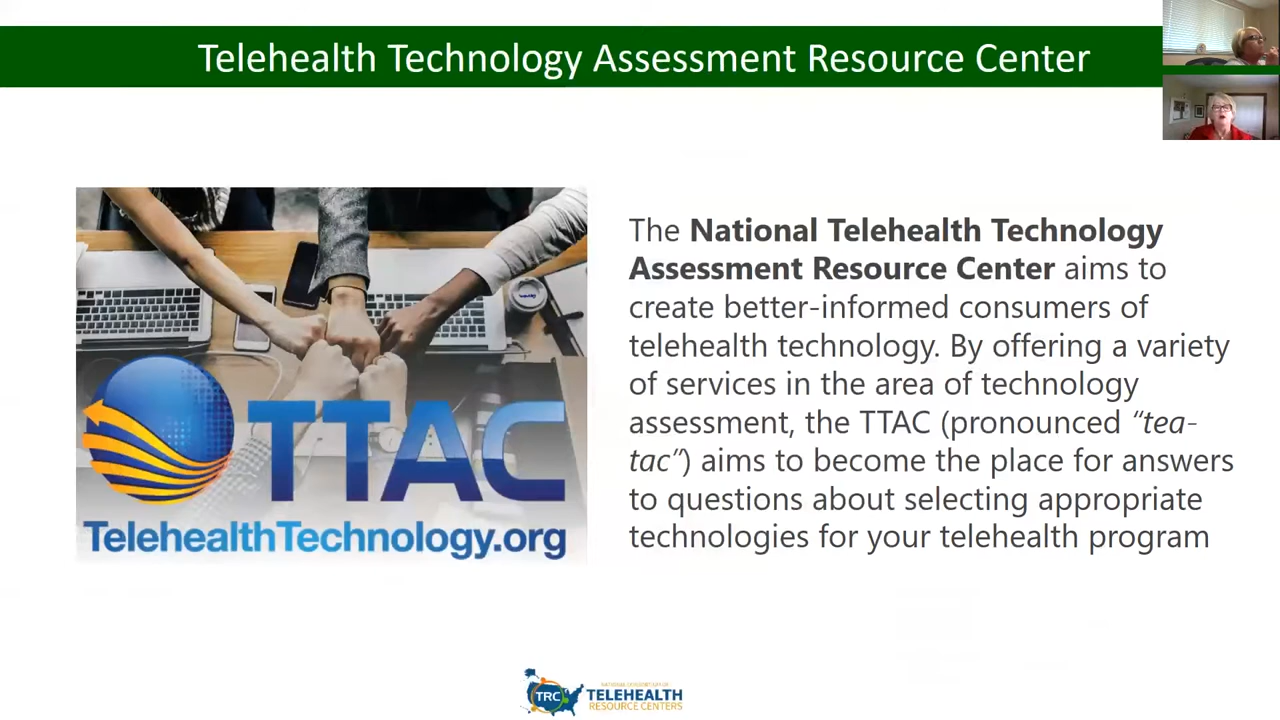 Telehealth Technology Assessment Resource Center
The National Telehealth Technology
Assessment Resource Center aims to
create better-informed consumers of
telehealth technology. By offering a variety
of services in the area of technology
assessment, the TTAC (pronounced “tea-
tac”) aims to become the place for answers
to questions about selecting appropriate
technologies for your telehealth program
TTAC
TelehealthTechnology.org
NATIONAL CONSORTIUM OF
TRC
TELEHEALTH
RESOURCE CENTERS